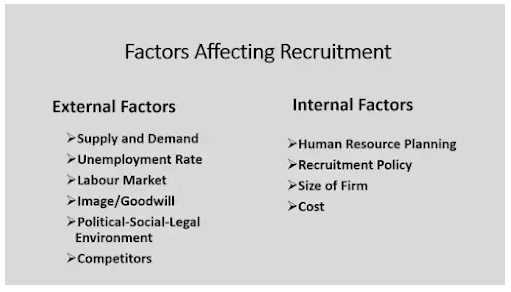 Factors Affecting Recruitment
External Factors
➢Supply and Demand
➢Unemployment Rate
➢Labour Market
➢Image/Goodwill
➢Political-Social-Legal
Environment
➢Competitors
Internal Factors
➢Human Resource Planning
➢Recruitment Policy
➢Size of Firm
➢Cost